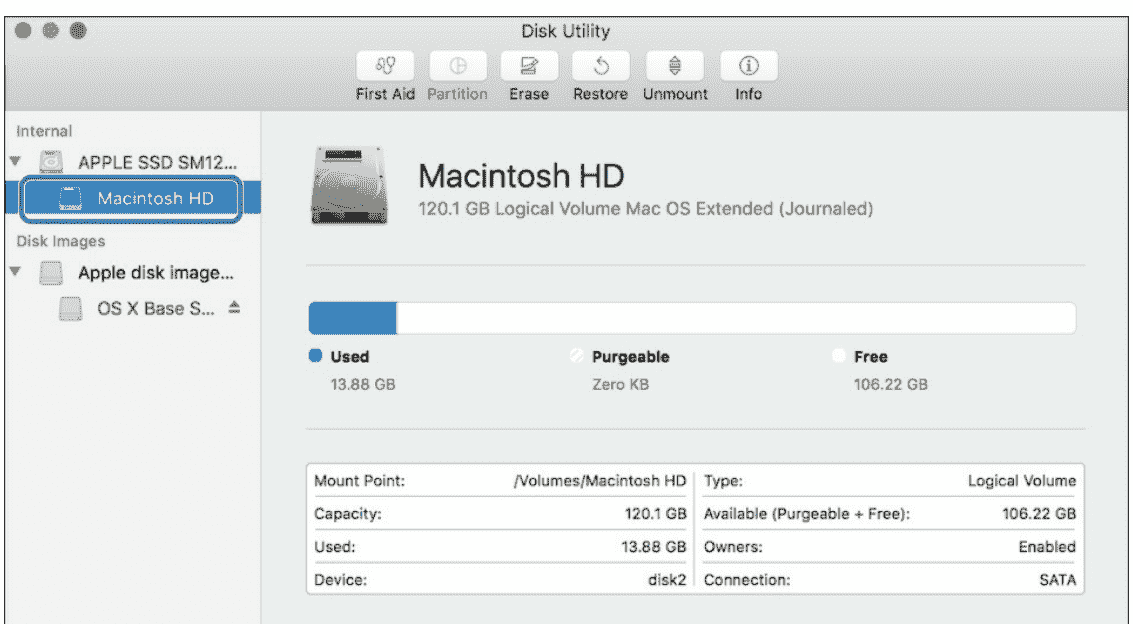 Disk Utility
First Aid Partition Erase Restore Unmount Info
Internal
APPLE SSD SM12...
Macintosh HD
Disk Images
Apple disk image...
OS X Base S...
Macintosh HD
120.1 GB Logical Volume Mac OS Extended (Journaled)
Used Purgeable Free
13.88 GB Zero KB 106.22 GB
Mount Point: /Volumes/Macintosh HD Type: Logical Volume
Capacity: 120.1 GB Available (Purgeable + Free): 106.22 GB
Used: 13.88 GB Owners: Enabled
Device: disk2 Connection: SATA